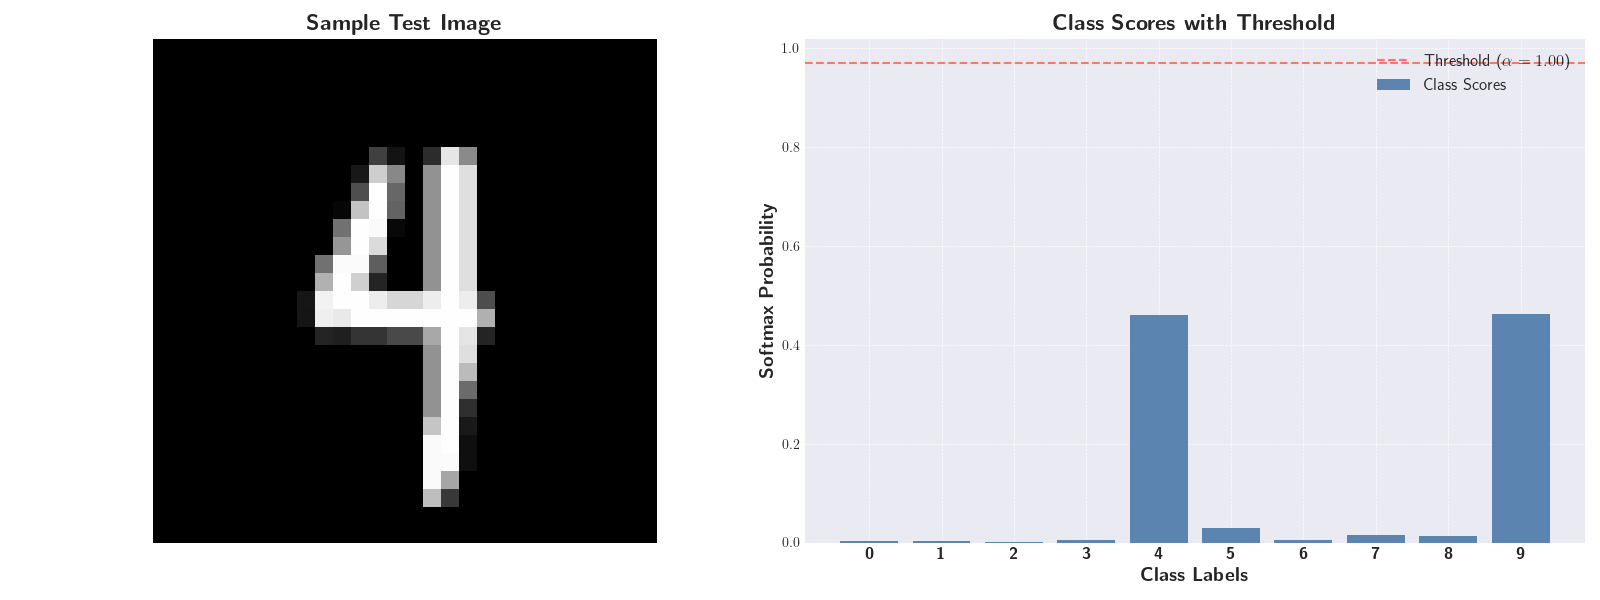 Sample Test Image
4
Class Scores with Threshold
Threshold (α = 1.00)
Class Scores
Softmax Probability
1.0
0.8
0.6
0.4
0.2
0.0
0 1 2 3 4 5 6 7 8 9
Class Labels